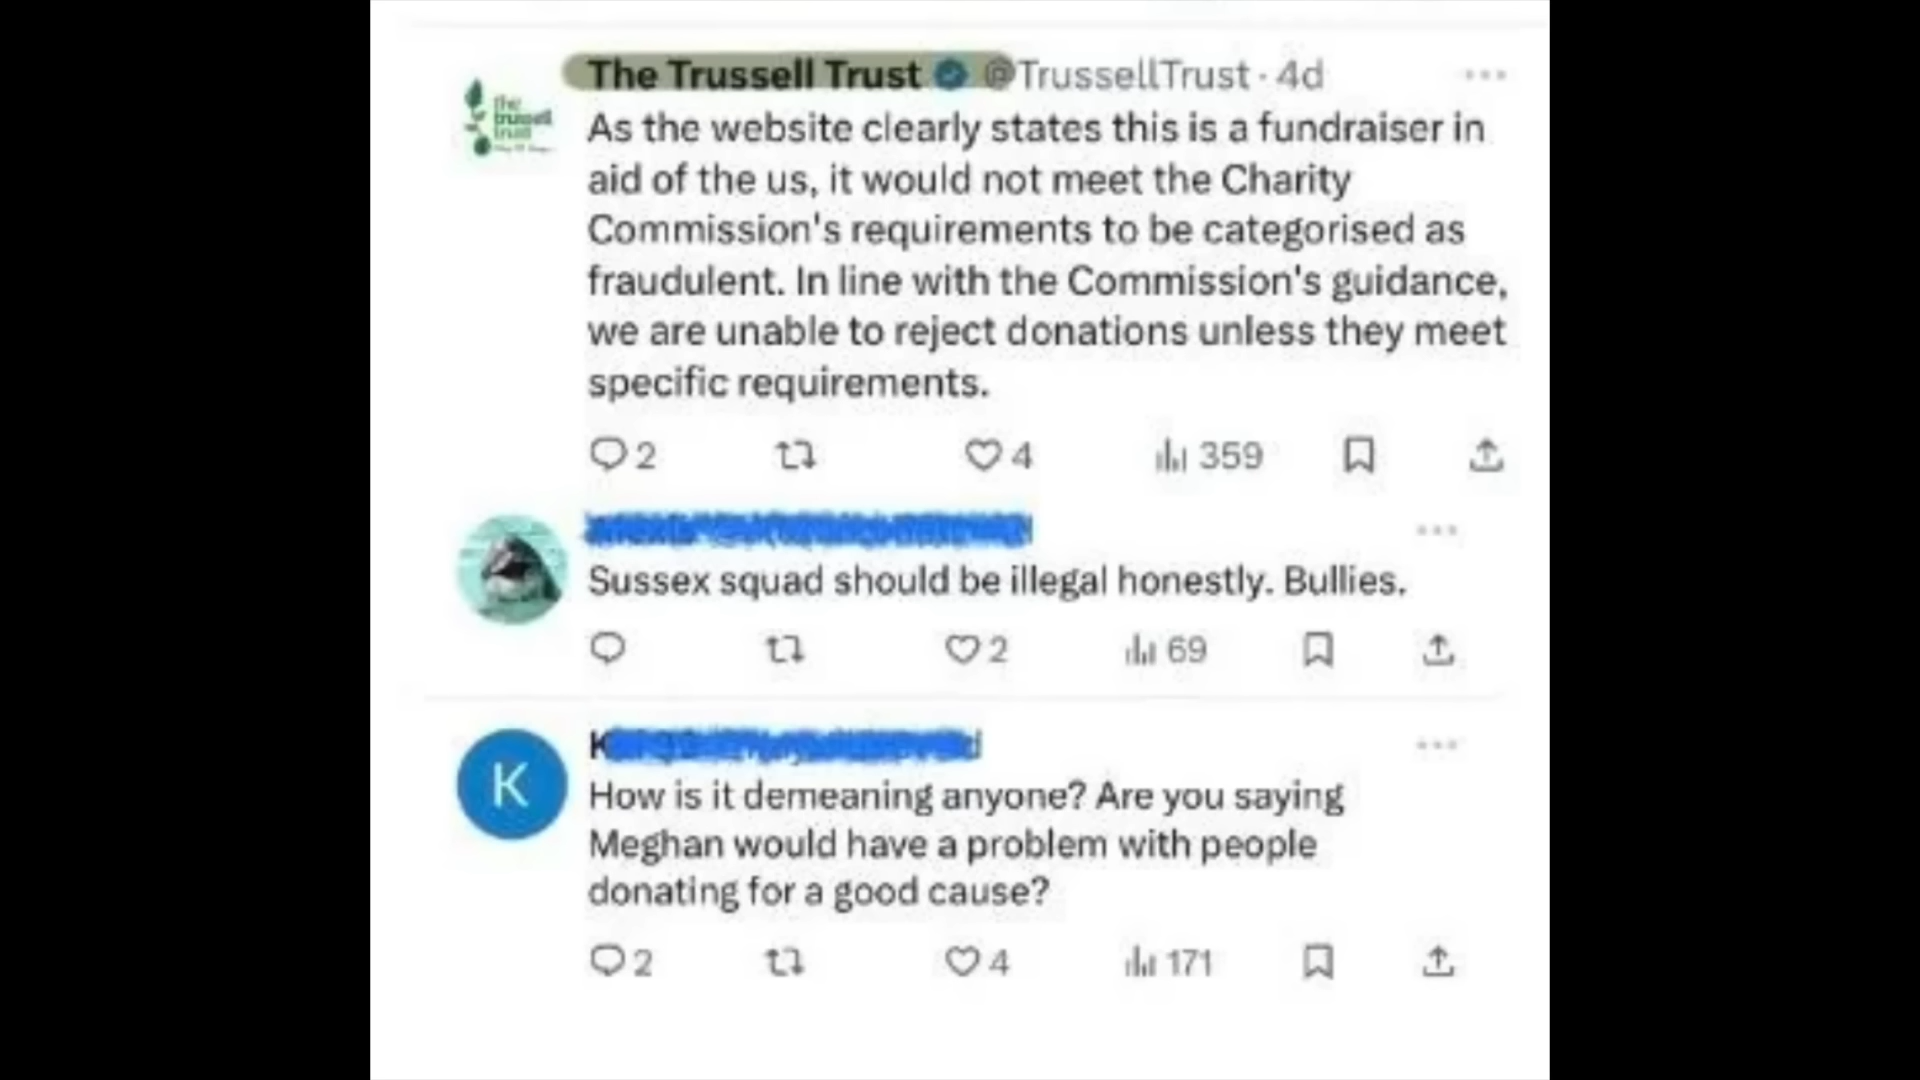 The Trussell Trust @TrussellTrust · 4d
the
trussell
trust
As the website clearly states this is a fundraiser in
aid of the us, it would not meet the Charity
Commission's requirements to be categorised as
fraudulent. In line with the Commission's guidance,
we are unable to reject donations unless they meet
specific requirements.
2 4 359
Sussex squad should be illegal honestly. Bullies.
2 69
K
K
How is it demeaning anyone? Are you saying
Meghan would have a problem with people
donating for a good cause?
2 4 171